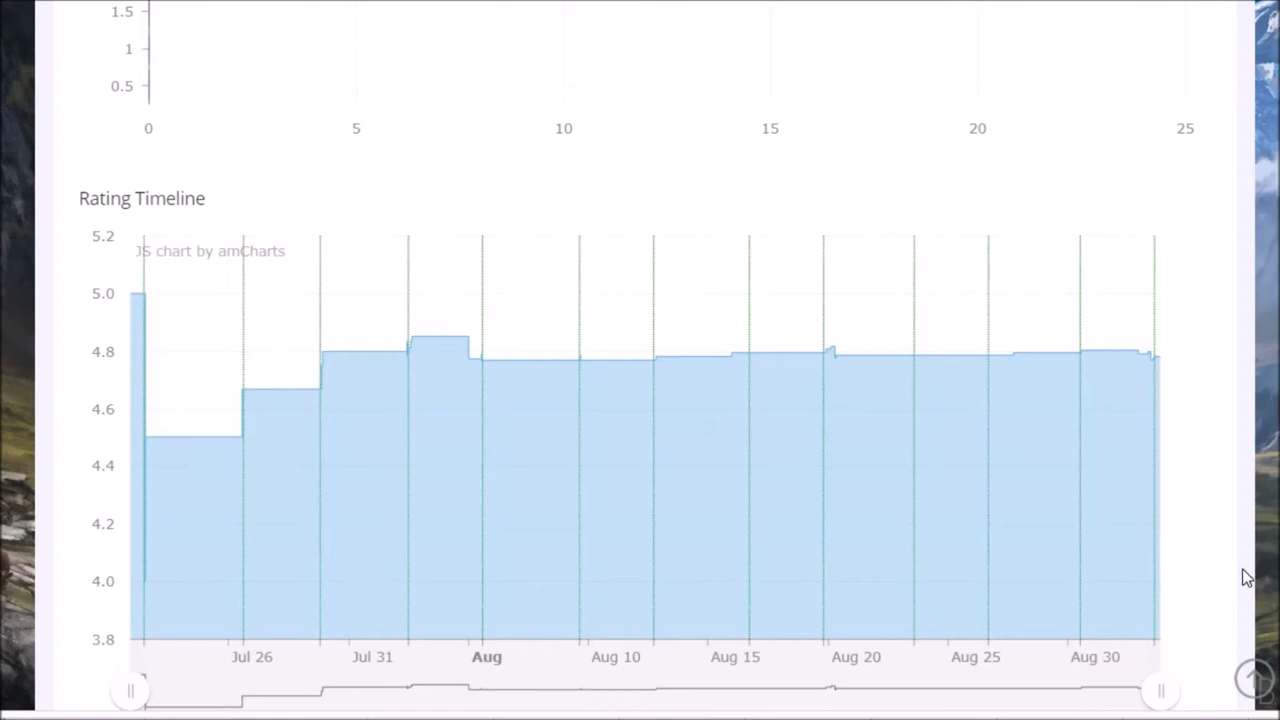 1.5
1
0.5
0 5 10 15 20 25
Rating Timeline
5.2
JS chart by amCharts
5.0
4.8
4.6
4.4
4.2
4.0
3.8
Jul 26 Jul 31 Aug Aug 10 Aug 15 Aug 20 Aug 25 Aug 30